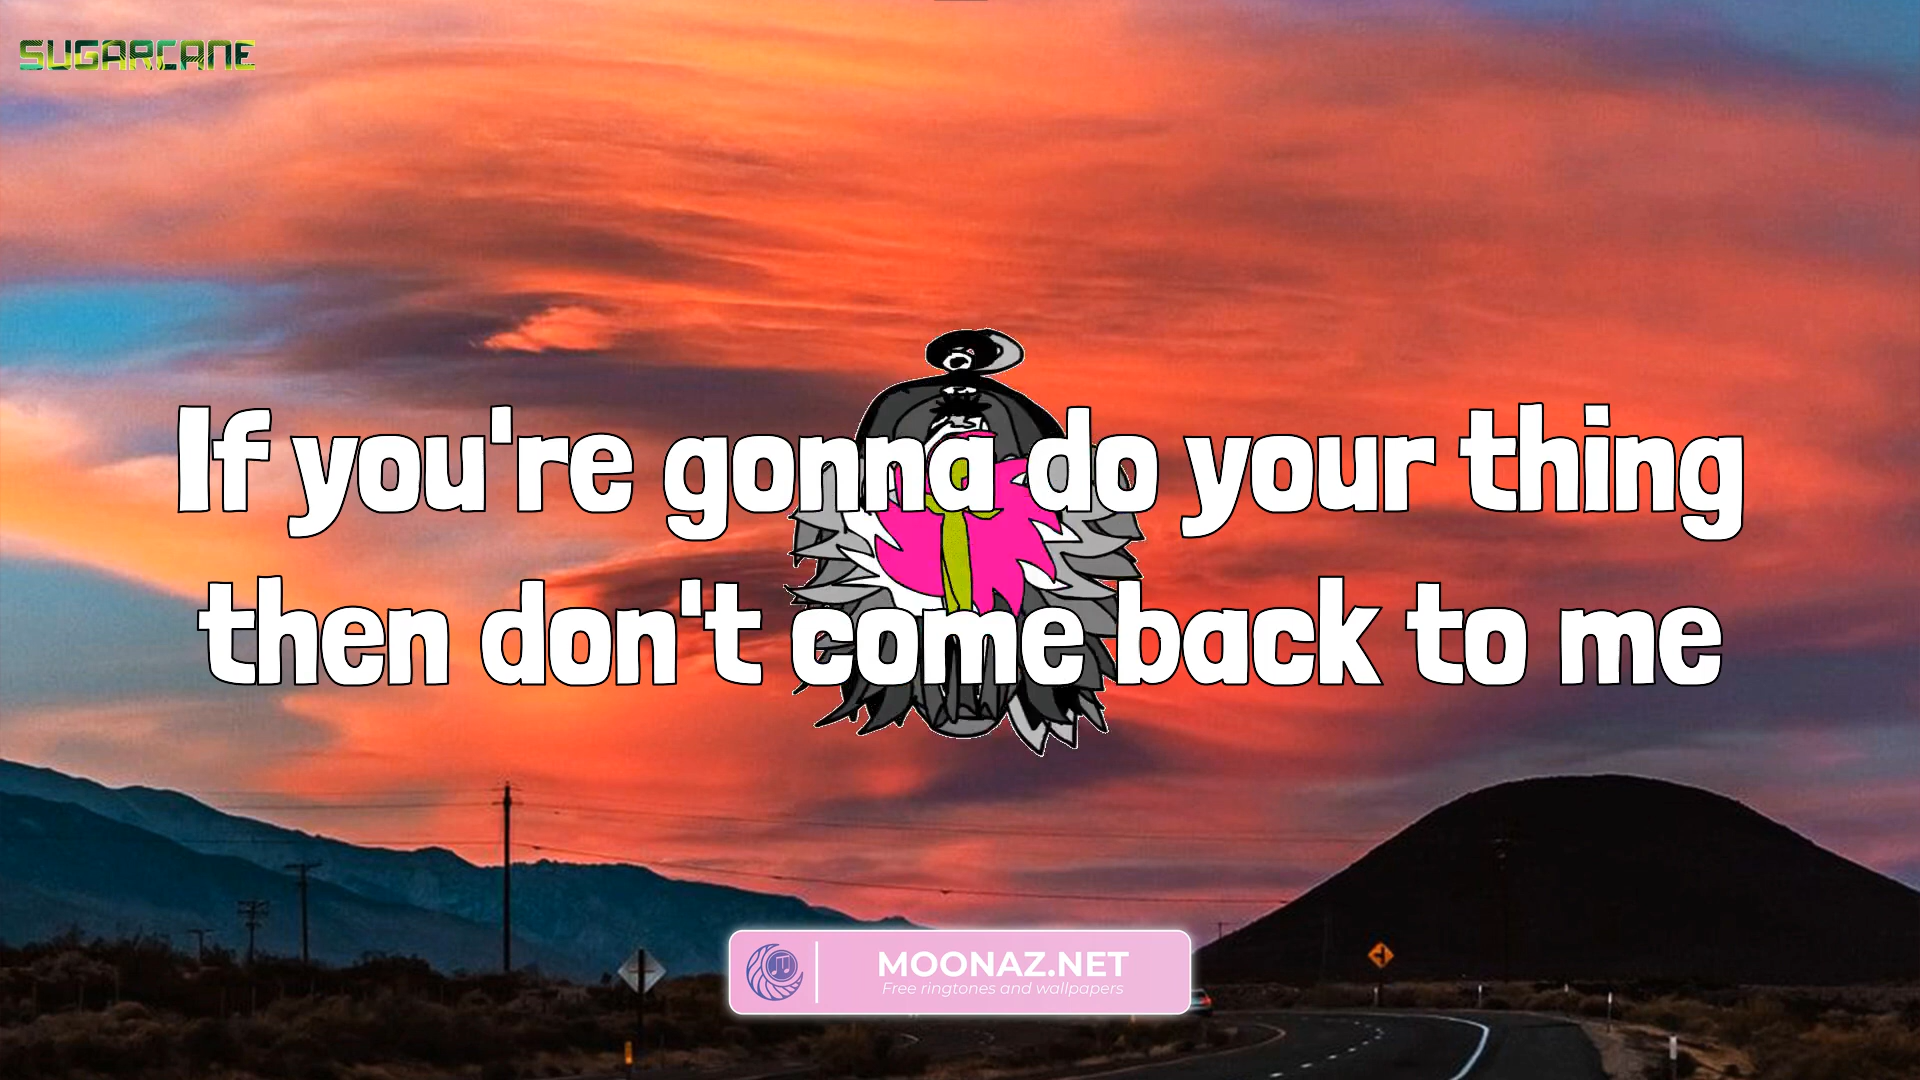 SUGARCANE
If you're gonna do your thing
then don't come back to me
MOONAZ.NET
Free ringtones and wallpapers